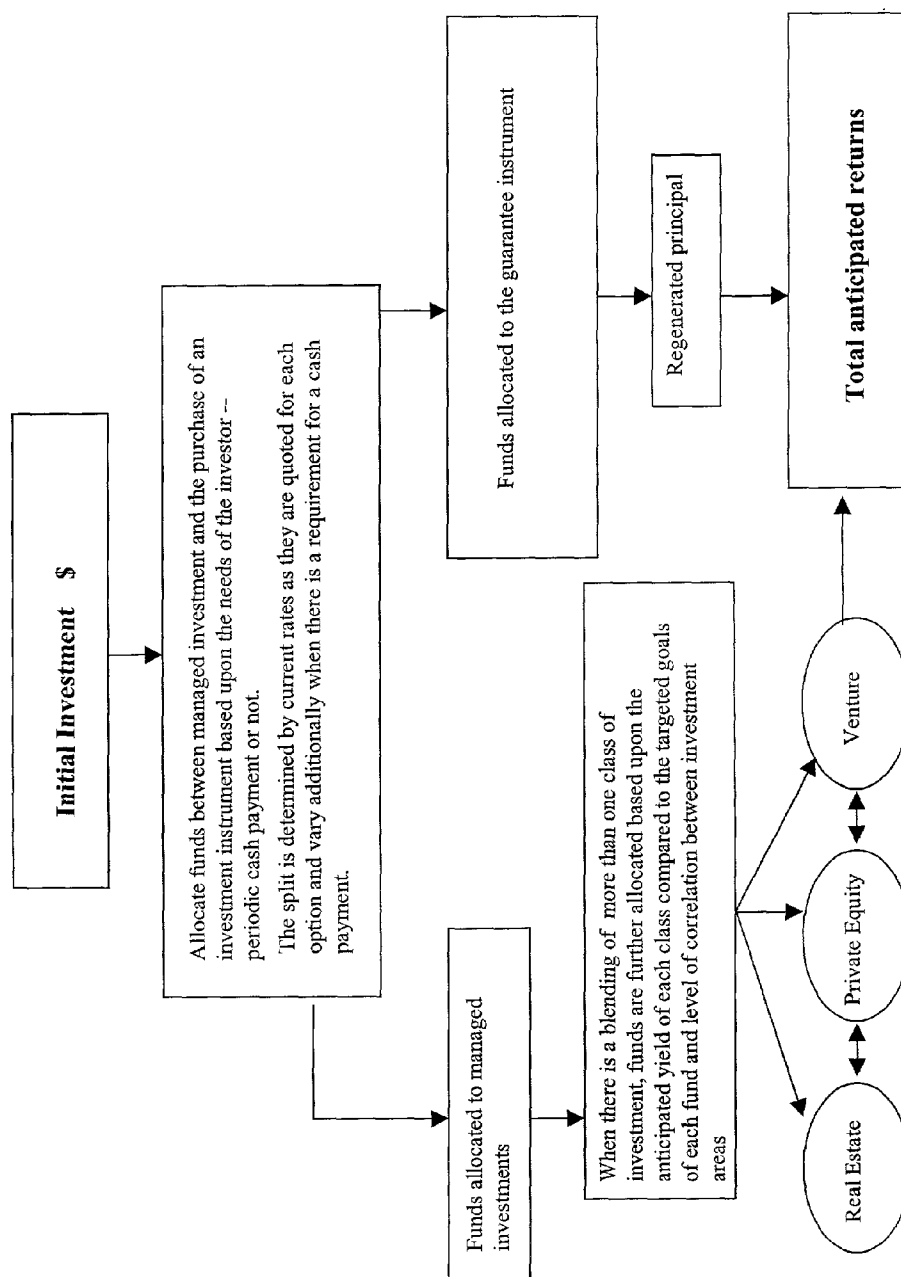 Initial Investment $
Allocate funds between managed investment and the purchase of an
investment instrument based upon the needs of the investor --
periodic cash payment or not.
The split is determined by current rates as they are quoted for each
option and vary additionally when there is a requirement for a cash
payment.
Funds allocated to managed
investments
Funds allocated to the guarantee instrument
When there is a blending of more than one class of
investment, funds are further allocated based upon the
anticipated yield of each class compared to the targeted goals
of each fund and level of correlation between investment
areas
Regenerated principal
Real Estate
Private Equity
Venture
Total anticipated returns